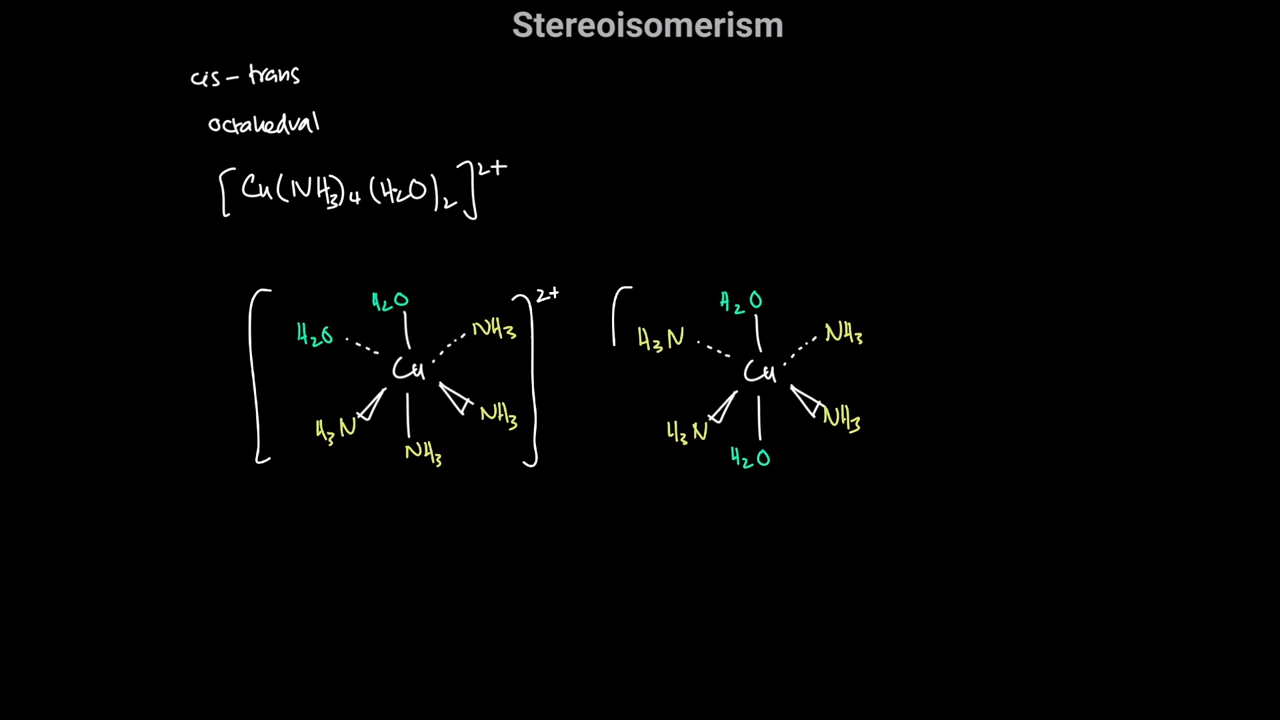 Stereoisomerism
cis - trans
octahedral
[Cu(NH₃)₄(H₂O)₂]²⁺
[ ]²⁺ [
H₂O H₂O
H₂O NH₃ H₃N NH₃
Cu Cu
H₃N NH₃ H₃N NH₃
NH₃ H₂O